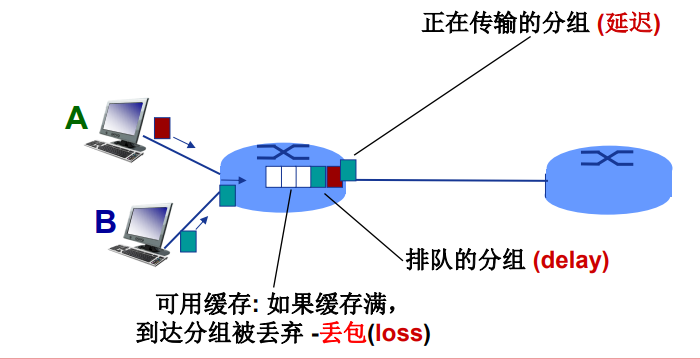 正在传输的分组 (延迟)
A
B
排队的分组 (delay)
可用缓存: 如果缓存满，
到达分组被丢弃 -丢包(loss)